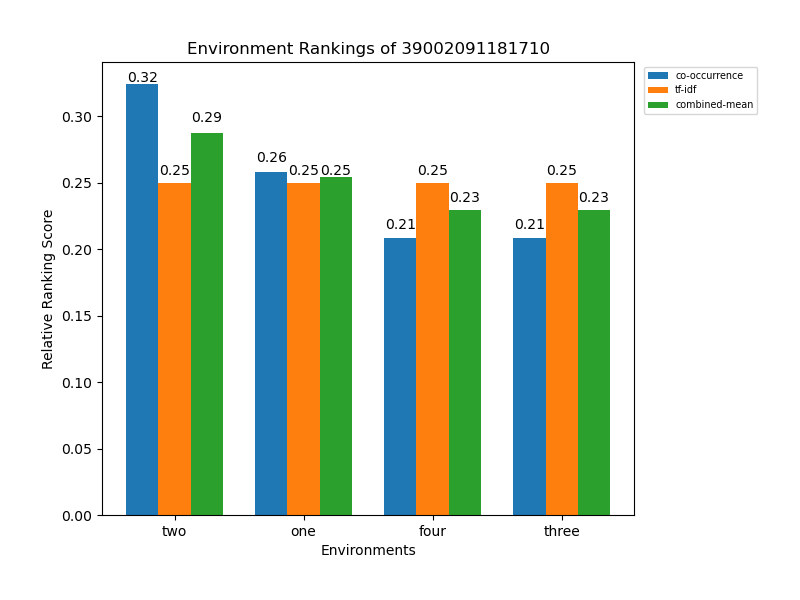 Environment Rankings of 39002091181710
co-occurrence
tf-idf
combined-mean
0.32
0.25
0.29
0.26
0.25
0.25
0.21
0.25
0.23
0.21
0.25
0.23
Relative Ranking Score
0.30
0.25
0.20
0.15
0.10
0.05
0.00
two
one
four
three
Environments